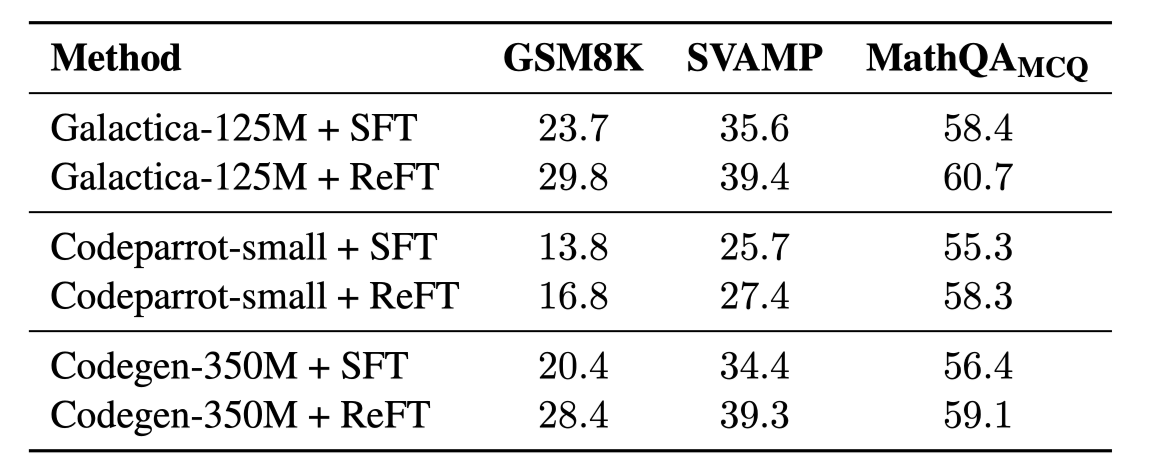 Method GSM8K SVAMP MathQA_MCQ
Galactica-125M + SFT 23.7 35.6 58.4
Galactica-125M + ReFT 29.8 39.4 60.7
Codeparrot-small + SFT 13.8 25.7 55.3
Codeparrot-small + ReFT 16.8 27.4 58.3
Codegen-350M + SFT 20.4 34.4 56.4
Codegen-350M + ReFT 28.4 39.3 59.1